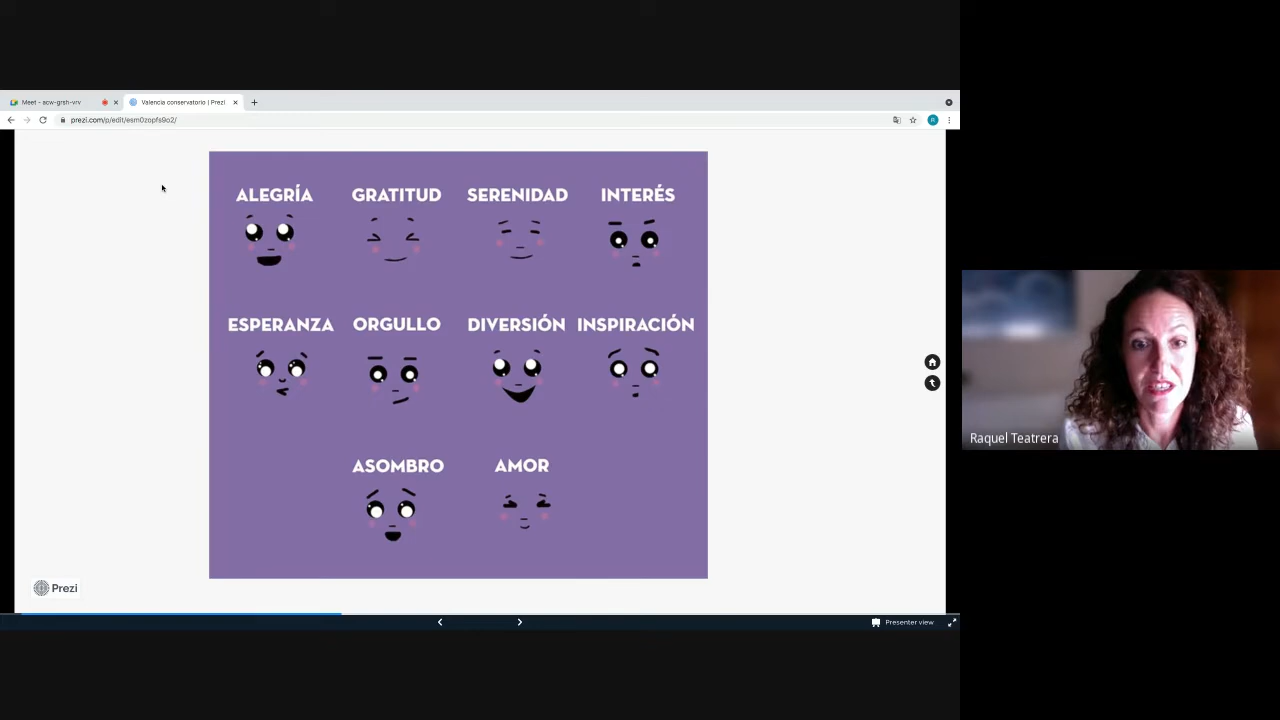 Meet - acw-grsh-vrv
Valencia conservatorio | Prezi
prezi.com/p/edit/esm0zopfs9o2/
R
ALEGRÍA GRATITUD SERENIDAD INTERÉS
ESPERANZA ORGULLO DIVERSIÓN INSPIRACIÓN
ASOMBRO AMOR
Raquel Teatrera
Prezi
Presenter view